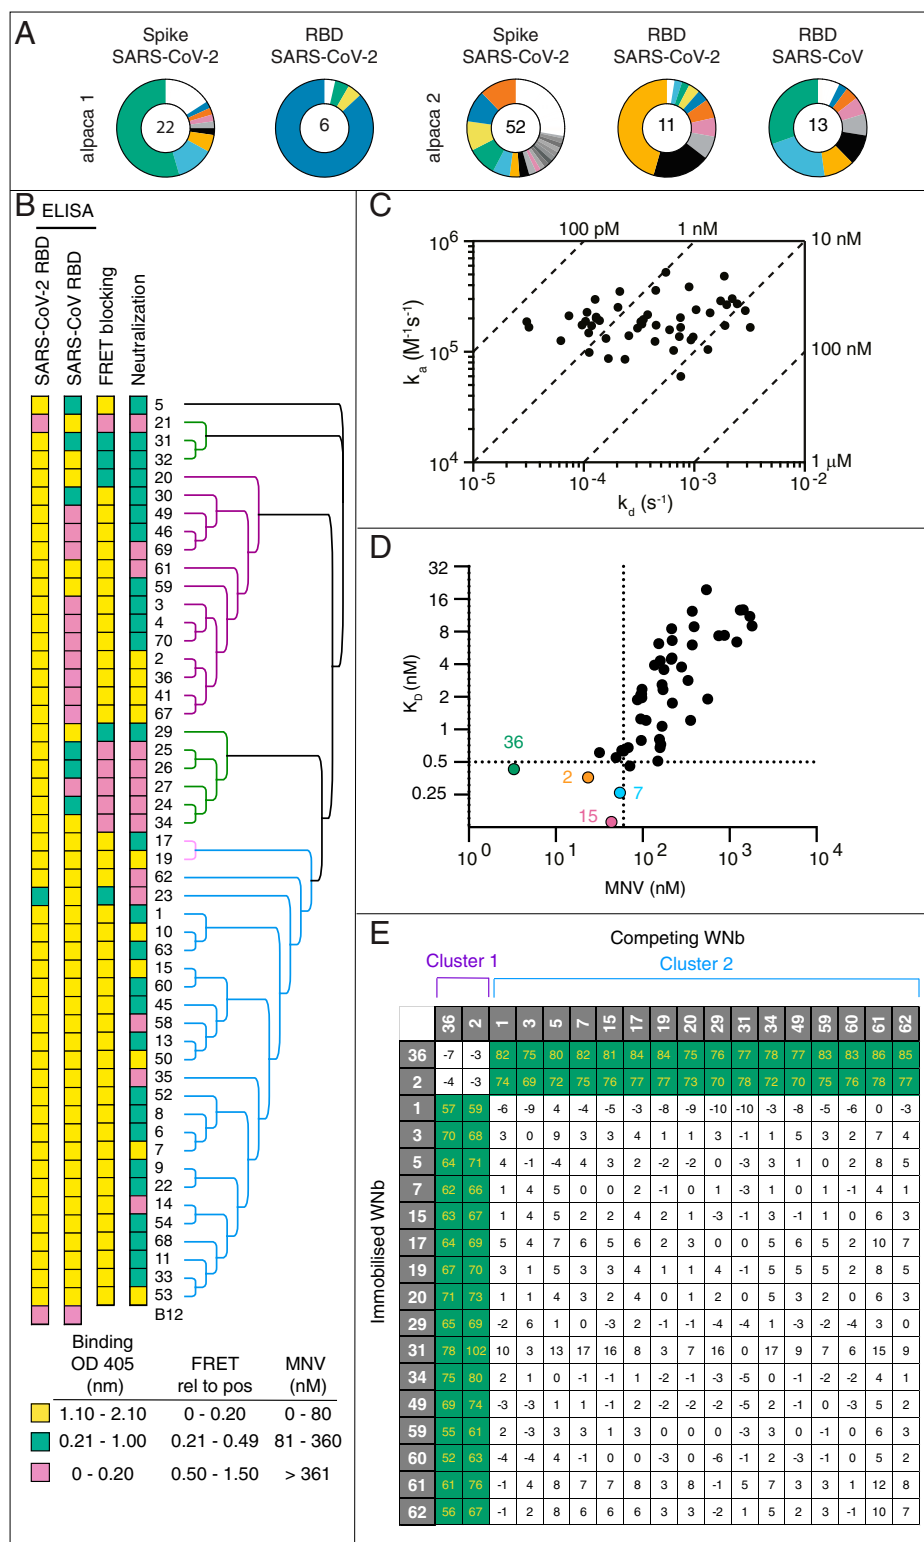 A
Spike
SARS-CoV-2
RBD
SARS-CoV-2
Spike
SARS-CoV-2
RBD
SARS-CoV-2
RBD
SARS-CoV
alpaca 1
22
6
alpaca 2
52
11
13
B
ELISA
SARS-CoV-2 RBD
SARS-CoV RBD
FRET blocking
Neutralization
5
21
31
32
20
30
49
46
69
61
59
3
4
70
2
36
41
67
29
25
26
27
24
34
17
19
62
23
1
10
63
15
60
45
58
13
50
35
52
8
6
7
9
22
14
54
68
11
33
53
B12
Binding
OD 405
(nm)
FRET
rel to pos
MNV
(nM)
1.10 - 2.10 0 - 0.20 0 - 80
0.21 - 1.00 0.21 - 0.49 81 - 360
0 - 0.20 0.50 - 1.50 > 361
C
100 pM 1 nM 10 nM
100 nM
1 µM
10⁶
10⁵
10⁴
kₐ (M⁻¹s⁻¹)
10⁻⁵ 10⁻⁴ 10⁻³ 10⁻²
k_d (s⁻¹)
D
32
16
8
4
2
1
0.5
0.25
K_D (nM)
36
2
7
15
10⁰ 10¹ 10² 10³ 10⁴
MNV (nM)
E
Competing WNb
Cluster 1 Cluster 2
Immobilised WNb
36 2 1 3 5 7 15 17 19 20 29 31 34 49 59 60 61 62
36 -7 -3 82 75 80 82 81 84 84 75 76 77 78 77 83 83 86 85
2 -4 -3 74 69 72 75 76 77 77 73 70 78 72 70 75 76 78 77
1 57 59 -6 -9 4 -4 -5 -3 -8 -9 -10 -10 -3 -8 -5 -6 0 -3
3 70 68 3 0 9 3 3 4 1 1 3 -1 1 5 3 2 7 4
5 64 71 4 -1 -4 4 3 2 -2 -2 0 -3 3 1 0 2 8 5
7 62 66 1 4 5 0 0 2 -1 0 1 -3 1 0 1 -1 4 1
15 63 67 1 4 5 2 2 4 2 1 -3 -1 -3 -1 1 0 6 3
17 64 69 5 4 7 6 5 6 2 3 0 0 5 6 5 2 10 7
19 67 70 3 1 5 3 3 4 1 1 4 -1 5 5 5 2 8 5
20 71 73 1 1 4 3 2 4 0 1 2 0 5 3 2 0 6 3
29 65 69 -2 6 1 0 -3 2 -1 -1 -4 -4 1 -3 -2 -4 3 0
31 78 102 10 3 13 17 16 8 3 7 16 0 17 9 7 6 15 9
34 75 80 2 1 0 -1 -1 1 -2 -1 -3 -5 0 -1 -2 -2 4 1
49 69 74 -3 -3 1 1 -1 2 -2 -2 -2 -5 2 -1 0 -3 5 2
59 55 61 2 -3 3 3 1 3 0 0 0 -3 3 0 -1 0 6 3
60 52 63 -4 -4 4 -1 0 0 -3 0 -6 -1 2 -3 -1 0 5 2
61 61 76 -1 4 8 7 7 8 3 8 -1 5 7 3 3 1 12 8
62 56 67 -1 2 8 6 6 6 3 3 -2 1 5 2 3 -1 10 7